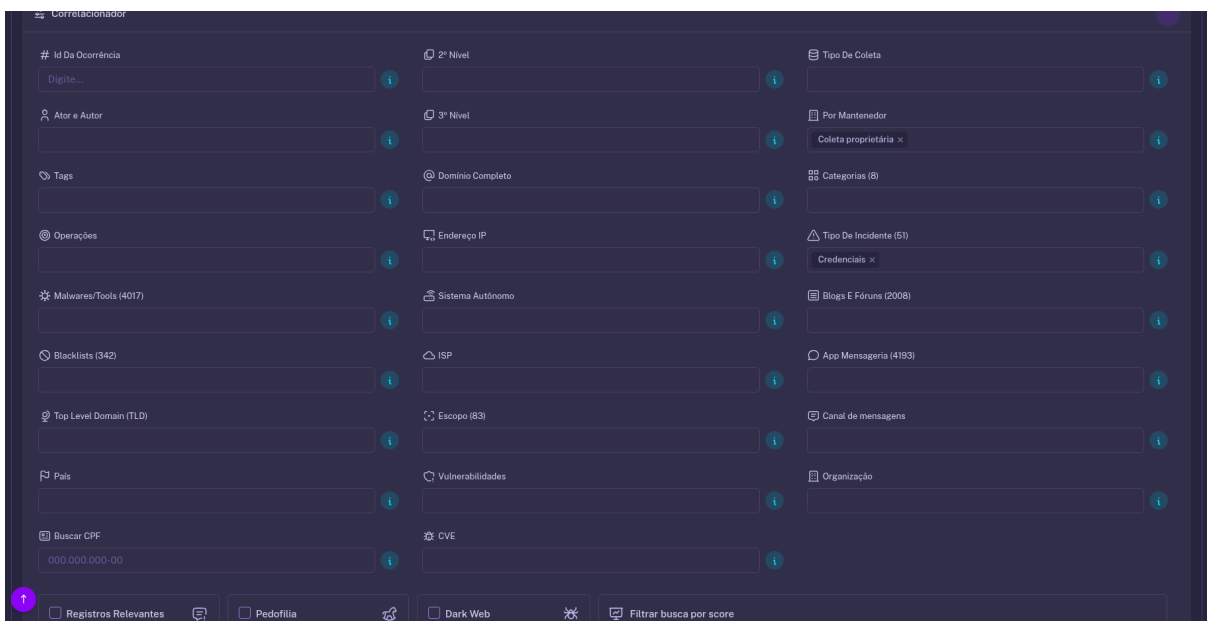 Correlacionador
Id Da Ocorrência
2º Nível
Tipo De Coleta
Digite...
Ator e Autor
3º Nível
Por Mantenedor
Coleta proprietária ×
Tags
Domínio Completo
Categorias (8)
Operações
Endereço IP
Tipo De Incidente (51)
Credenciais ×
Malwares/Tools (4017)
Sistema Autônomo
Blogs E Fóruns (2008)
Blacklists (342)
ISP
App Mensageria (4193)
Top Level Domain (TLD)
Escopo (83)
Canal de mensagens
País
Vulnerabilidades
Organização
Buscar CPF
CVE
000.000.000-00
Registros Relevantes
Pedofilia
Dark Web
Filtrar busca por score